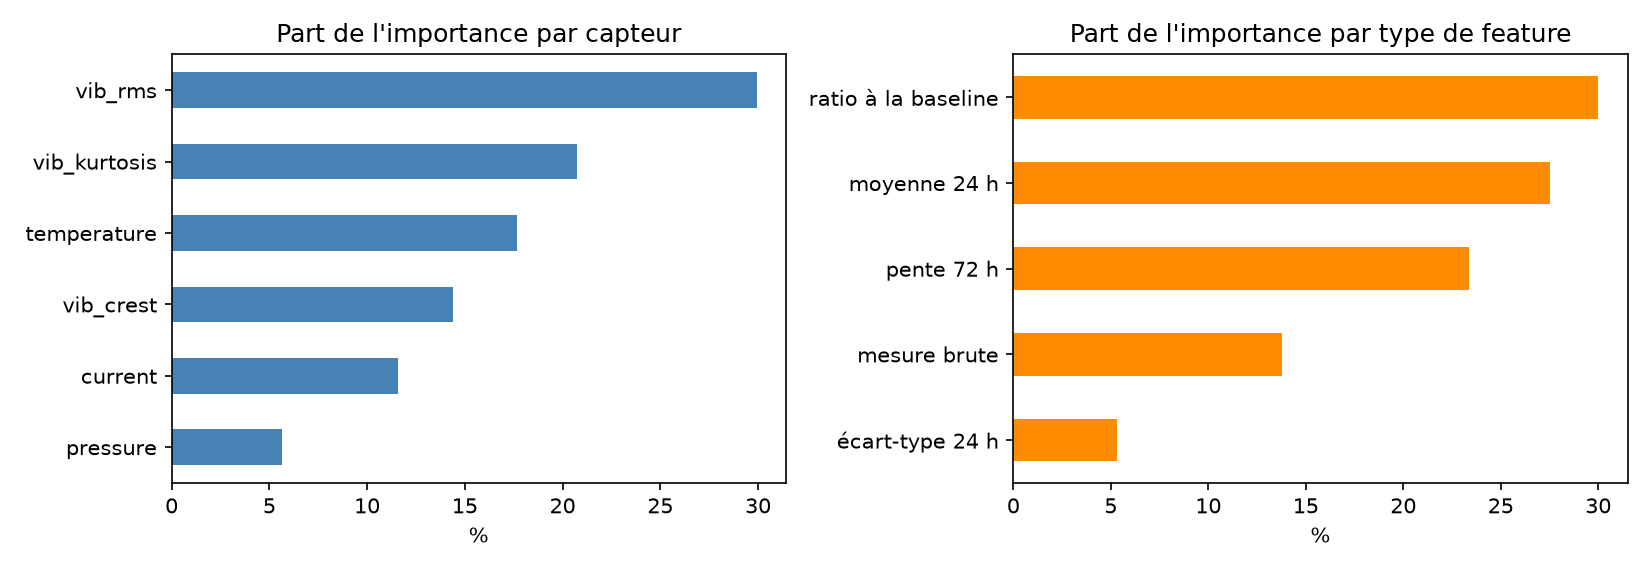 Part de l'importance par capteur
vib_rms
vib_kurtosis
temperature
vib_crest
current
pressure
0 5 10 15 20 25 30
%
Part de l'importance par type de feature
ratio à la baseline
moyenne 24 h
pente 72 h
mesure brute
écart-type 24 h
0 5 10 15 20 25 30
%